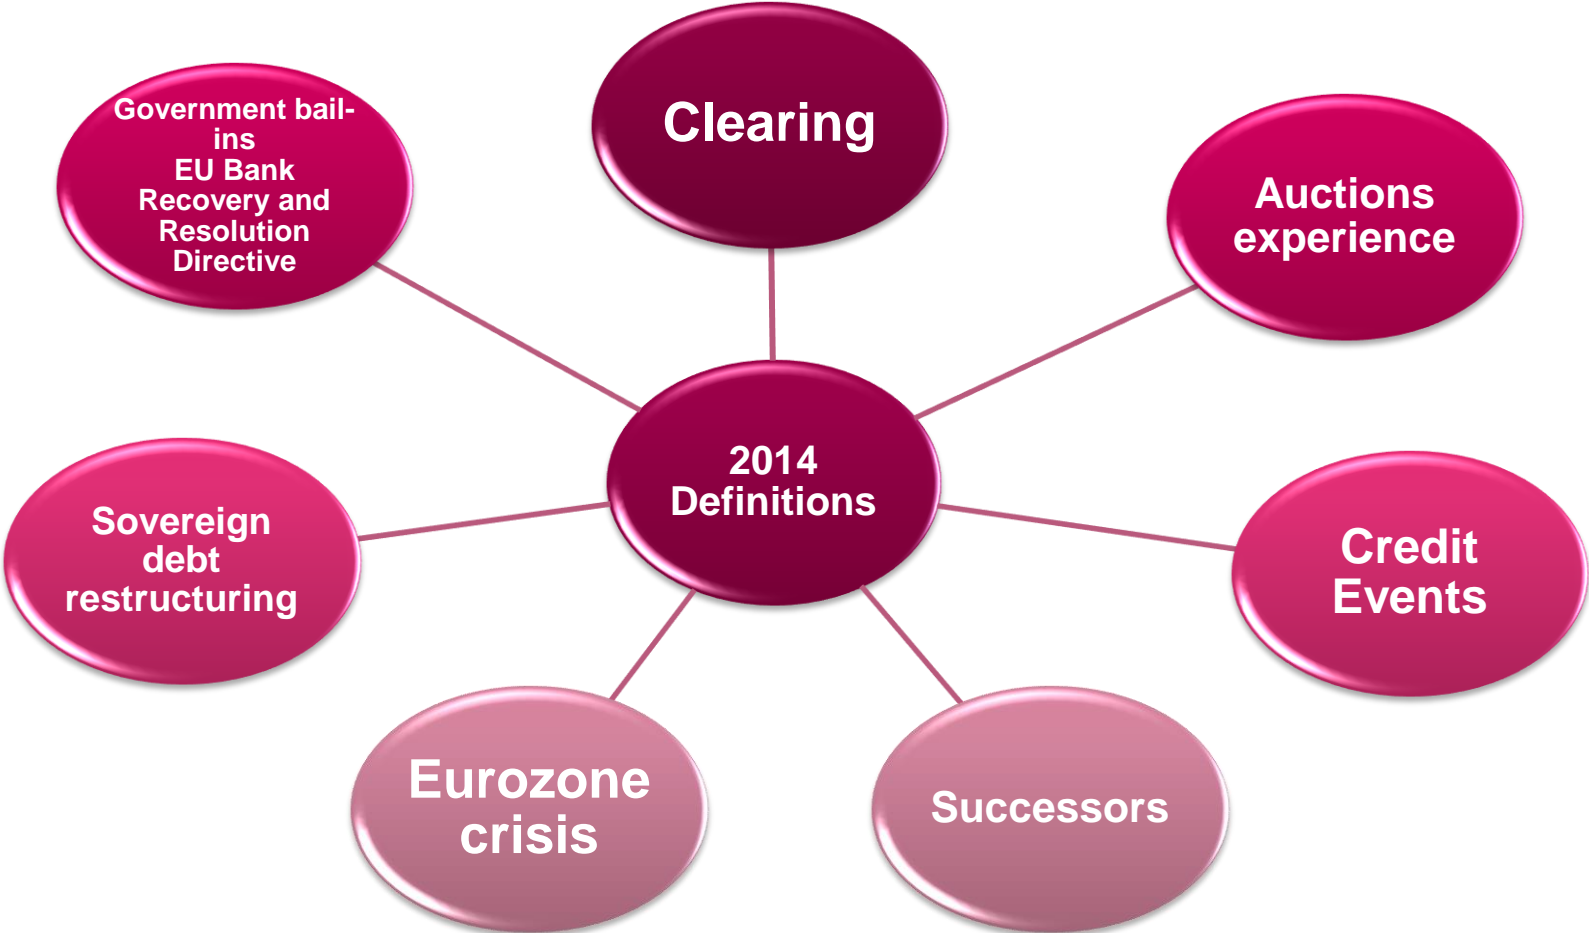 Clearing
Government bail-
ins
EU Bank
Recovery and
Resolution
Directive
Auctions
experience
2014
Definitions
Sovereign
debt
restructuring
Credit
Events
Eurozone
crisis
Successors